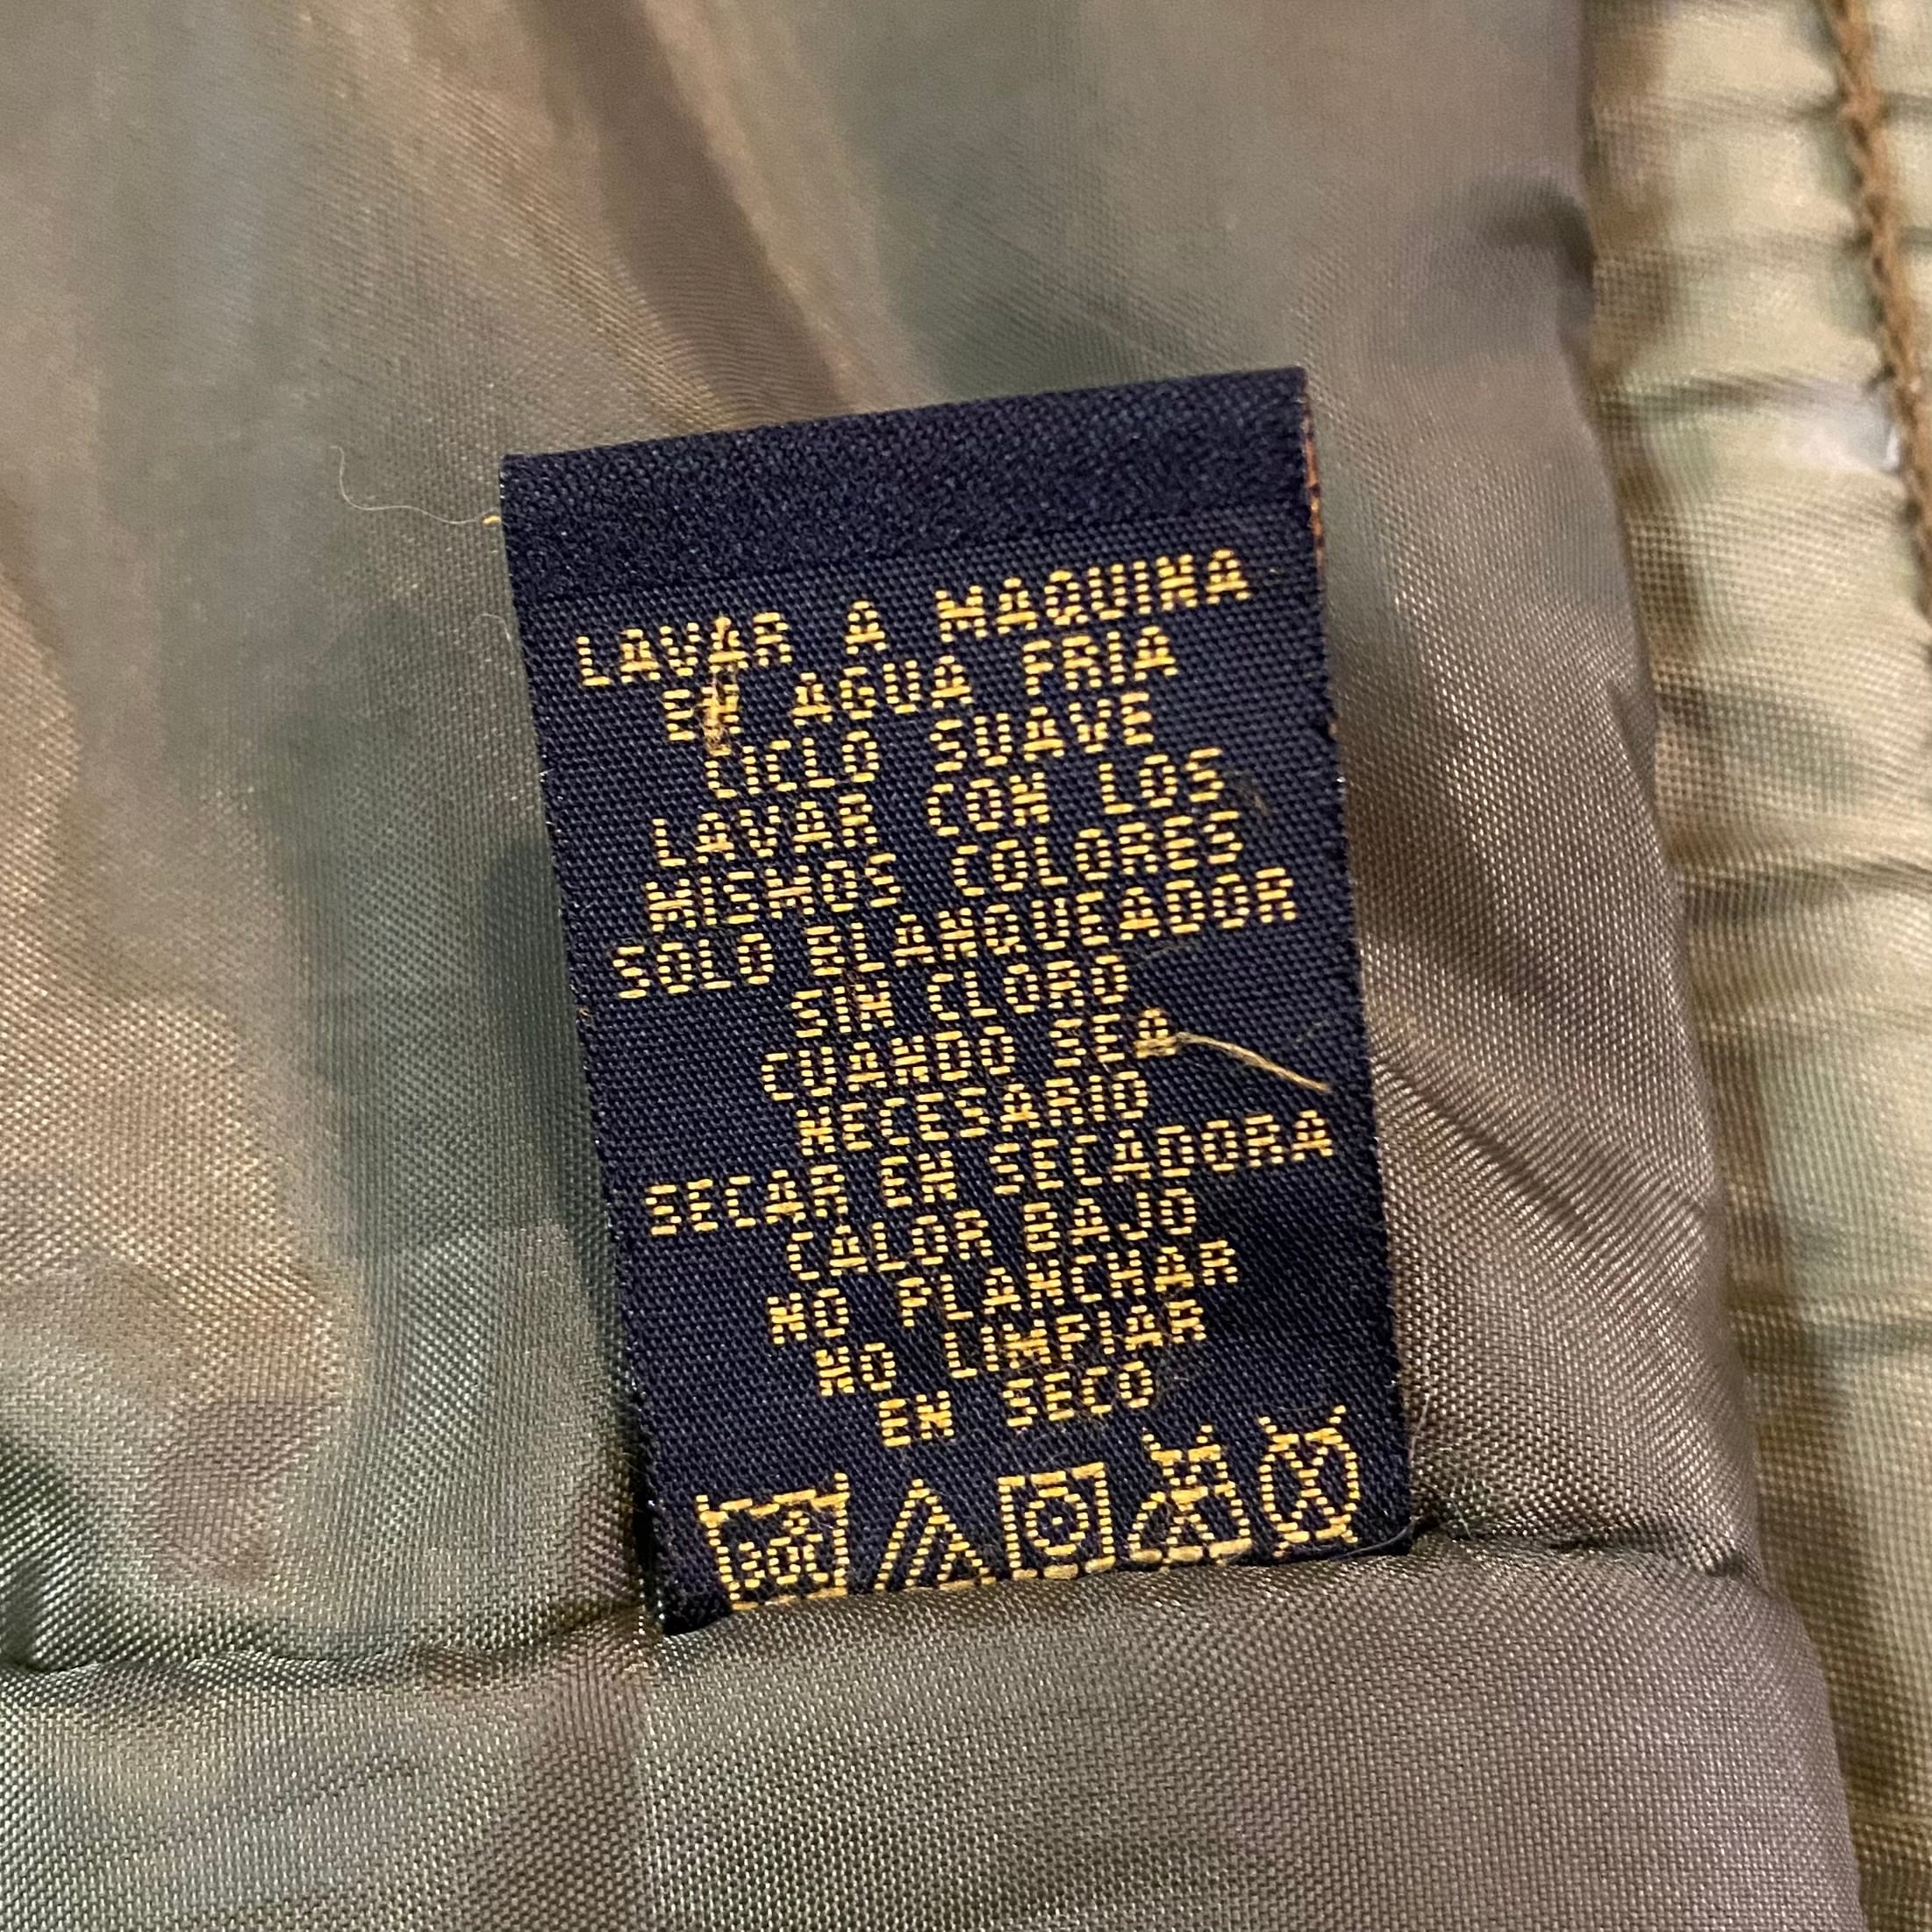 LAVAR A MAQUINA
EN AGUA FRIA
CICLO SUAVE
LAVAR CON LOS
MISMOS COLORES
SOLO BLANQUEADOR
SIN CLORO
CUANDO SEA
NECESARIO
SECAR EN SECADORA
CALOR BAJO
NO PLANCHAR
NO LIMPIAR
EN SECO
30C